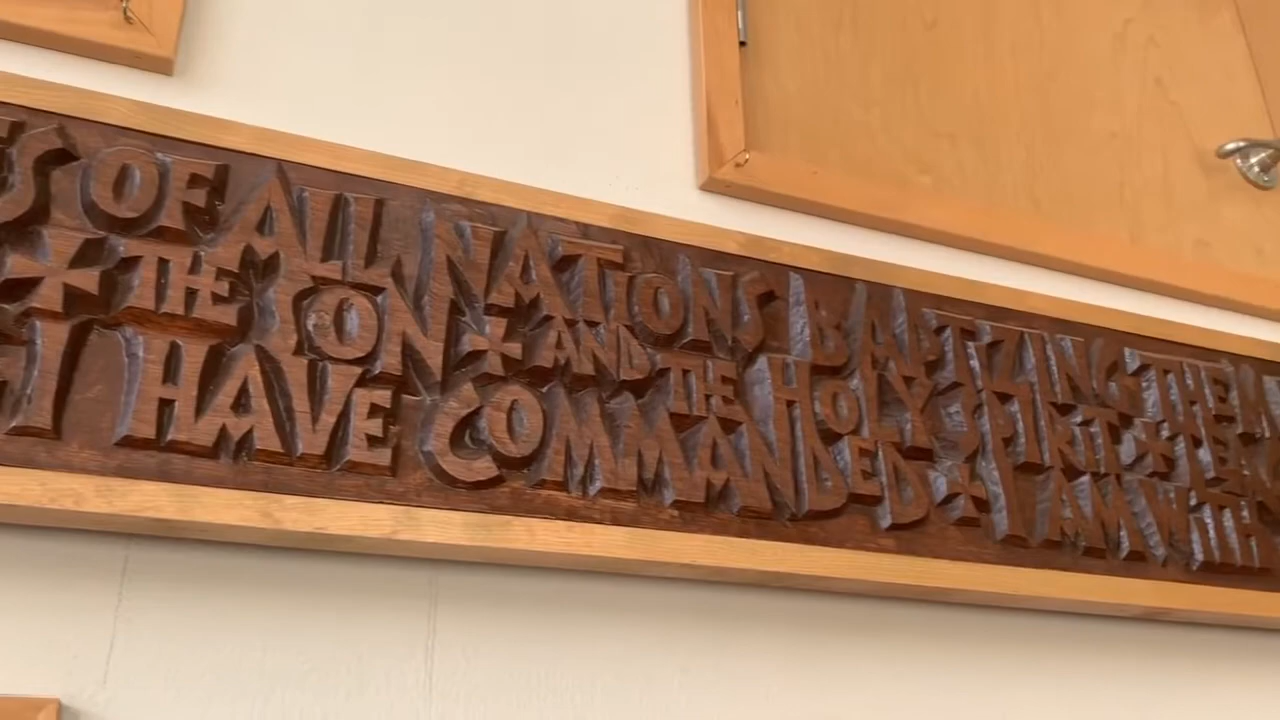 OF ALL NATIONS BAPTIZING THEM
✠ THE SON ✠ AND THE HOLY SPIRIT ✠
I HAVE COMMANDED ✠ I AM WITH